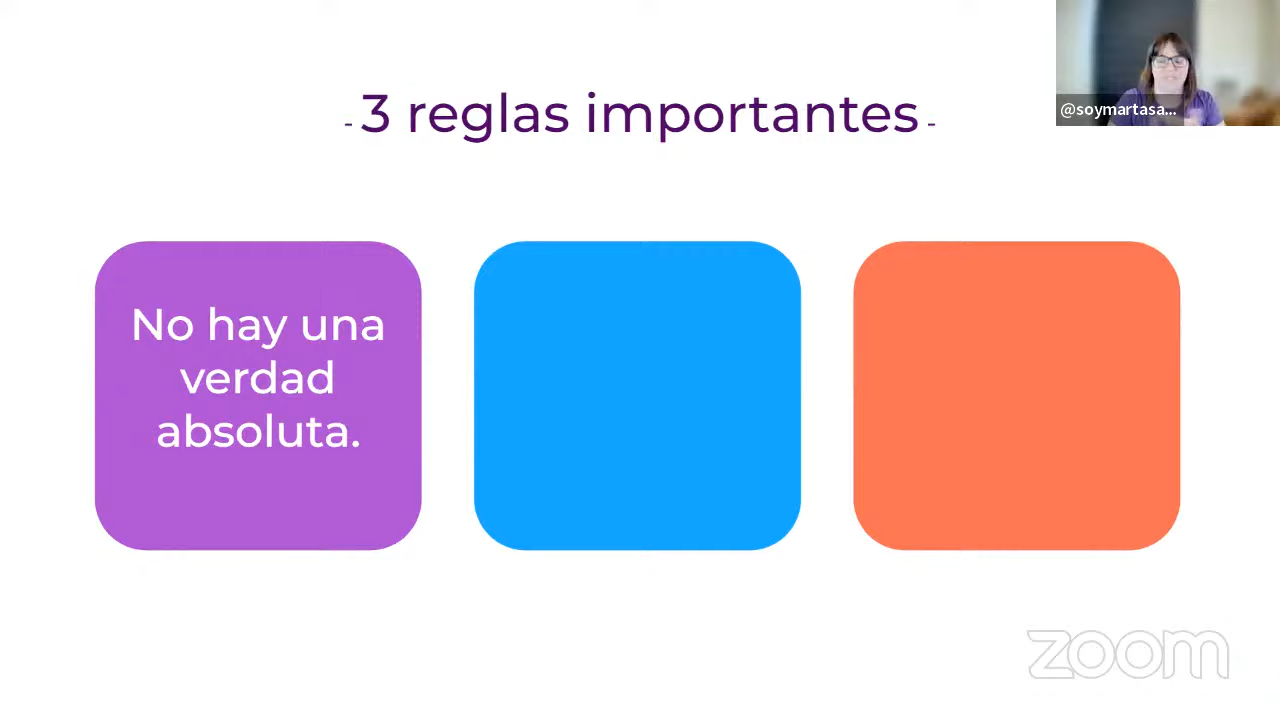 - 3 reglas importantes -
@soymartasa...
No hay una
verdad
absoluta.
zoom